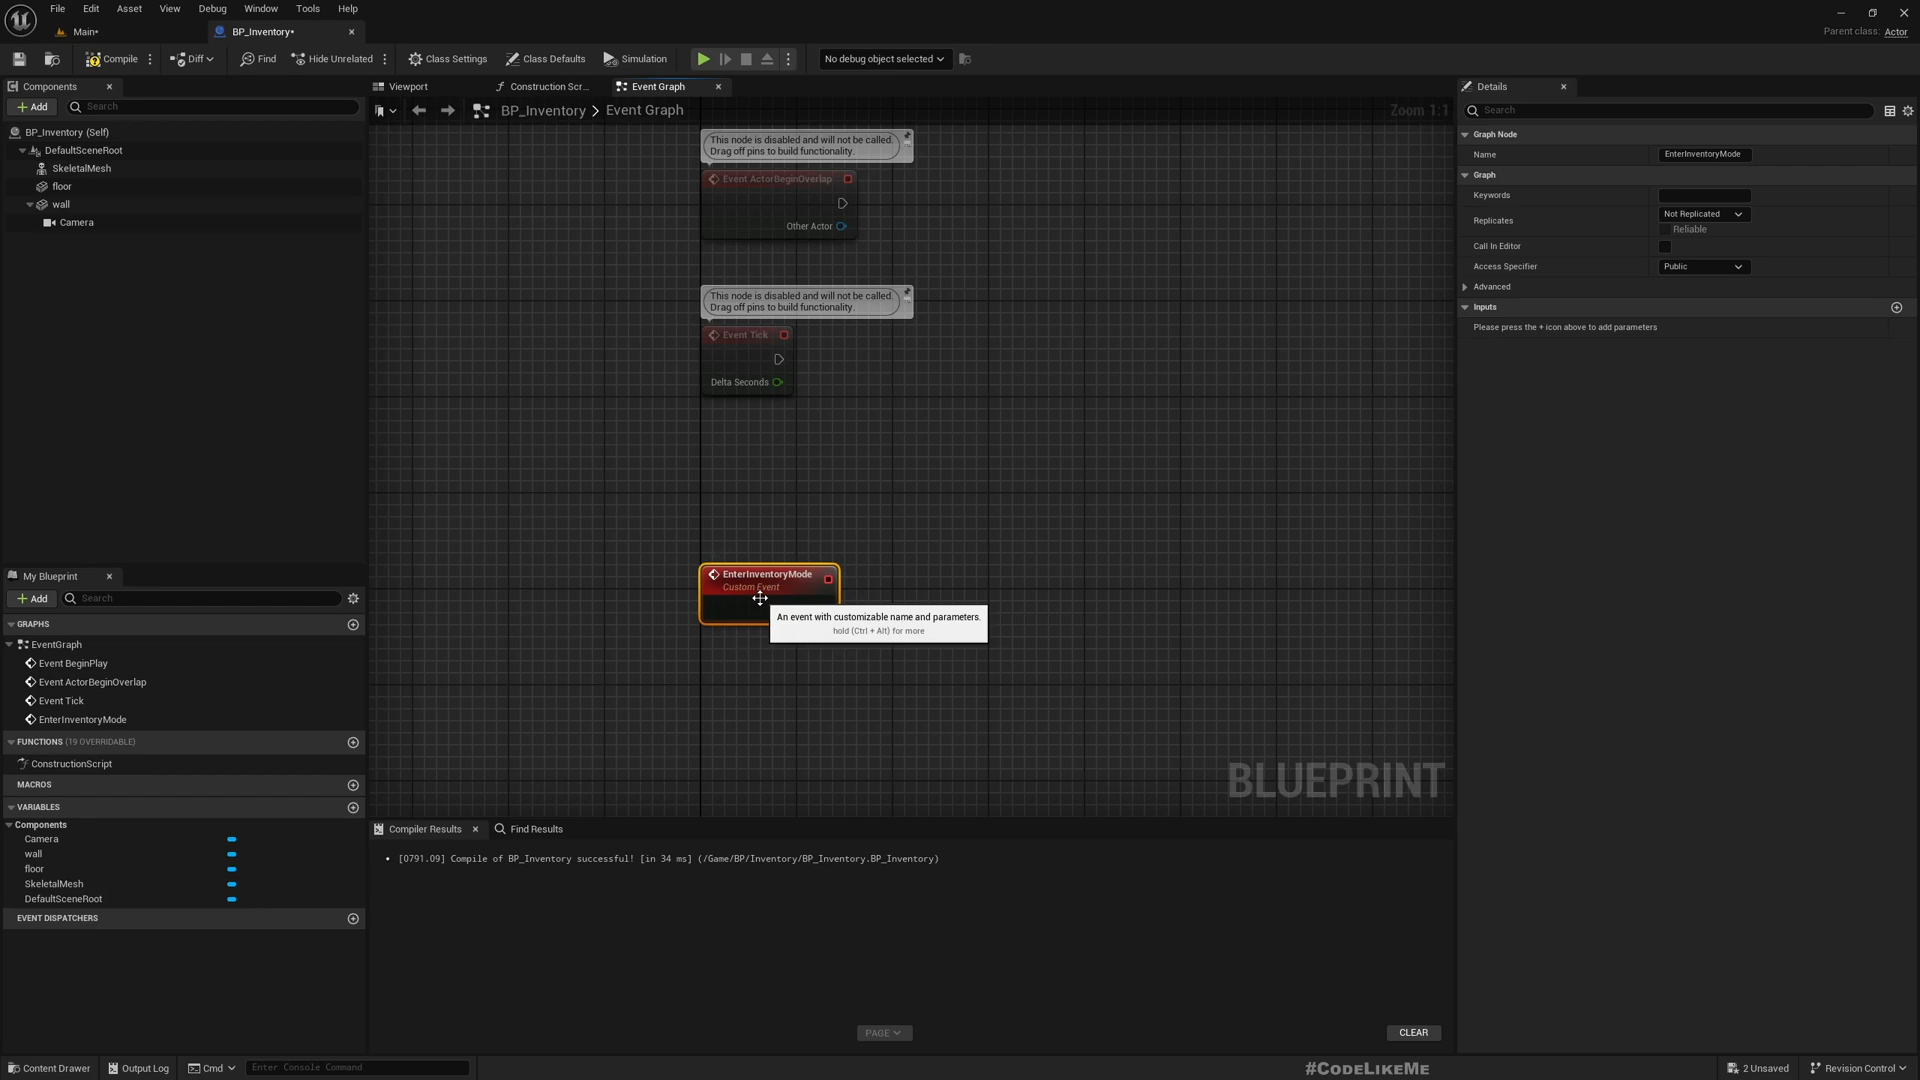 File Edit Asset View Debug Window Tools Help
Main*
BP_Inventory*
Parent class: Actor
Compile
Diff
Find
Hide Unrelated
Class Settings
Class Defaults
Simulation
No debug object selected
Components
Add
Search
BP_Inventory (Self)
DefaultSceneRoot
SkeletalMesh
floor
wall
Camera
My Blueprint
Add
Search
GRAPHS
EventGraph
Event BeginPlay
Event ActorBeginOverlap
Event Tick
EnterInventoryMode
FUNCTIONS (19 OVERRIDABLE)
ConstructionScript
MACROS
VARIABLES
Components
Camera
wall
floor
SkeletalMesh
DefaultSceneRoot
EVENT DISPATCHERS
Viewport
Construction Scr...
Event Graph
BP_Inventory > Event Graph
Zoom 1:1
This node is disabled and will not be called.
Drag off pins to build functionality.
Event ActorBeginOverlap
Other Actor
This node is disabled and will not be called.
Drag off pins to build functionality.
Event Tick
Delta Seconds
EnterInventoryMode
Custom Event
An event with customizable name and parameters.
hold (Ctrl + Alt) for more
BLUEPRINT
Compiler Results
Find Results
• [0791.09] Compile of BP_Inventory successful! [in 34 ms] (/Game/BP/Inventory/BP_Inventory.BP_Inventory)
PAGE
CLEAR
Details
Search
Graph Node
Name EnterInventoryMode
Graph
Keywords
Replicates Not Replicated
Reliable
Call In Editor
Access Specifier Public
Advanced
Inputs
Please press the + icon above to add parameters
Content Drawer
Output Log
Cmd
Enter Console Command
#CODELIKEME
2 Unsaved
Revision Control